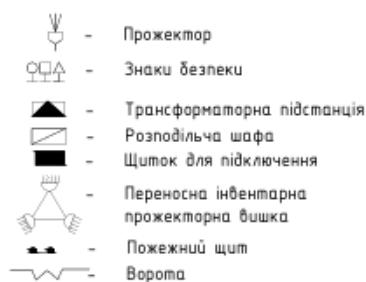 - Прожектор
- Знаки безпеки
- Трансформаторна підстанція
- Розподільча шафа
- Щиток для підключення
- Переносна інвентарна
прожекторна вишка
- Пожежний щит
- Ворота